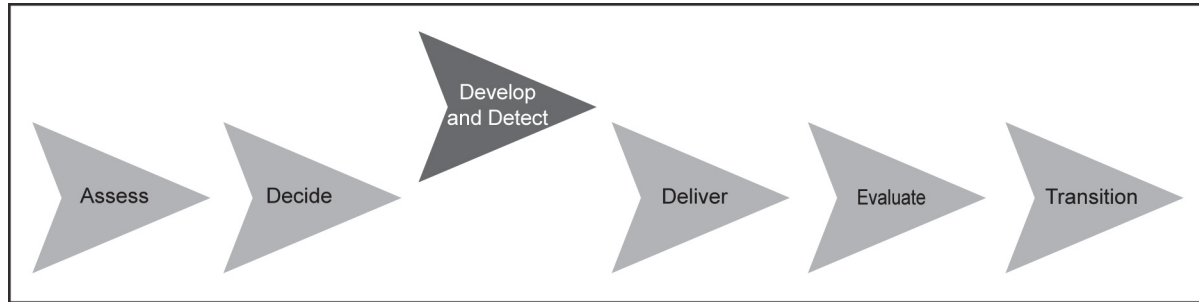 Assess
Decide
Develop
and Detect
Deliver
Evaluate
Transition